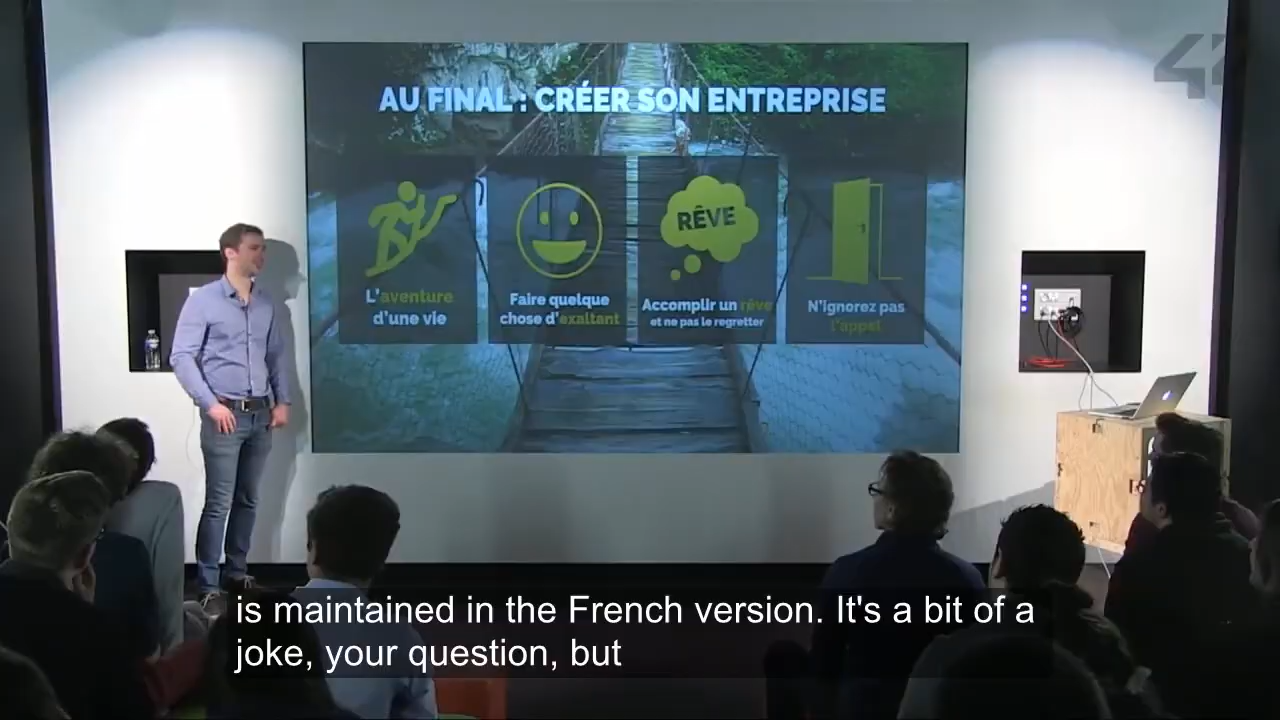 42
AU FINAL : CRÉER SON ENTREPRISE
RÊVE
L'aventure
d'une vie
Faire quelque
chose d'exaltant
Accomplir un rêve
et ne pas le regretter
N'ignorez pas
l'appel
is maintained in the French version. It's a bit of a
joke, your question, but